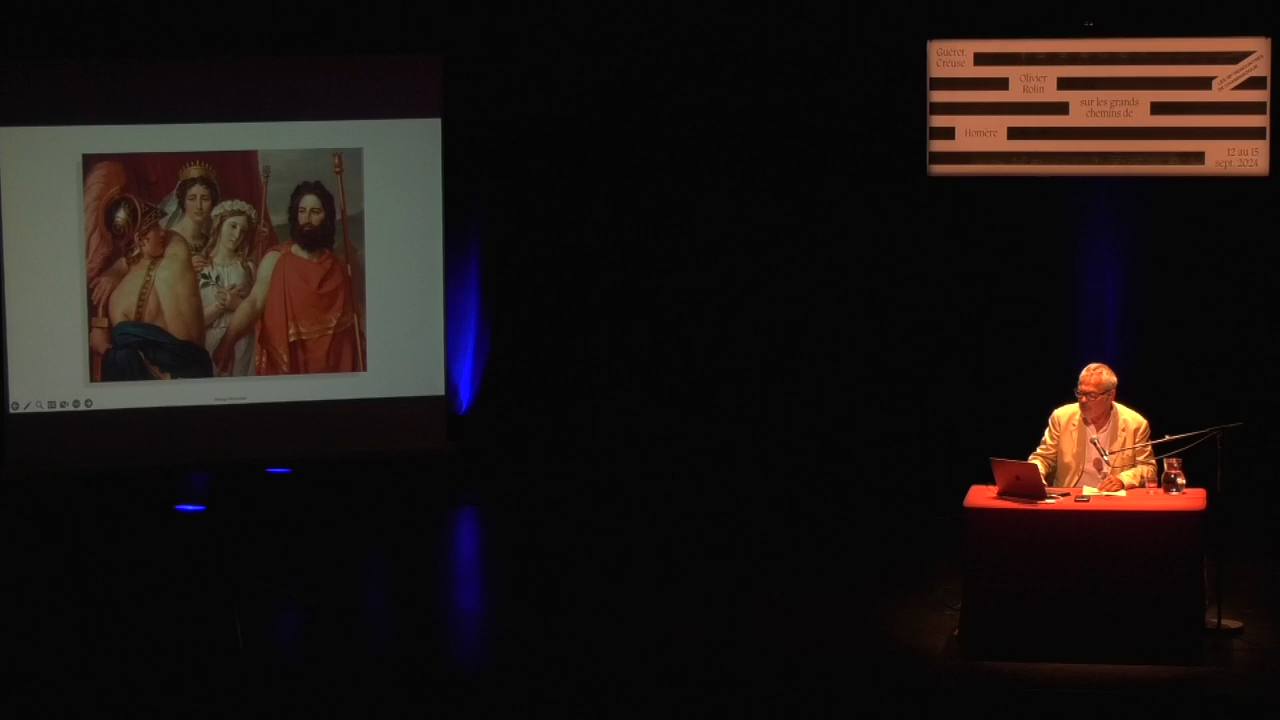 Guéret,
Creuse
Olivier
Rolin
sur les grands
chemins de
Homère
12 au 15
sept. 2024